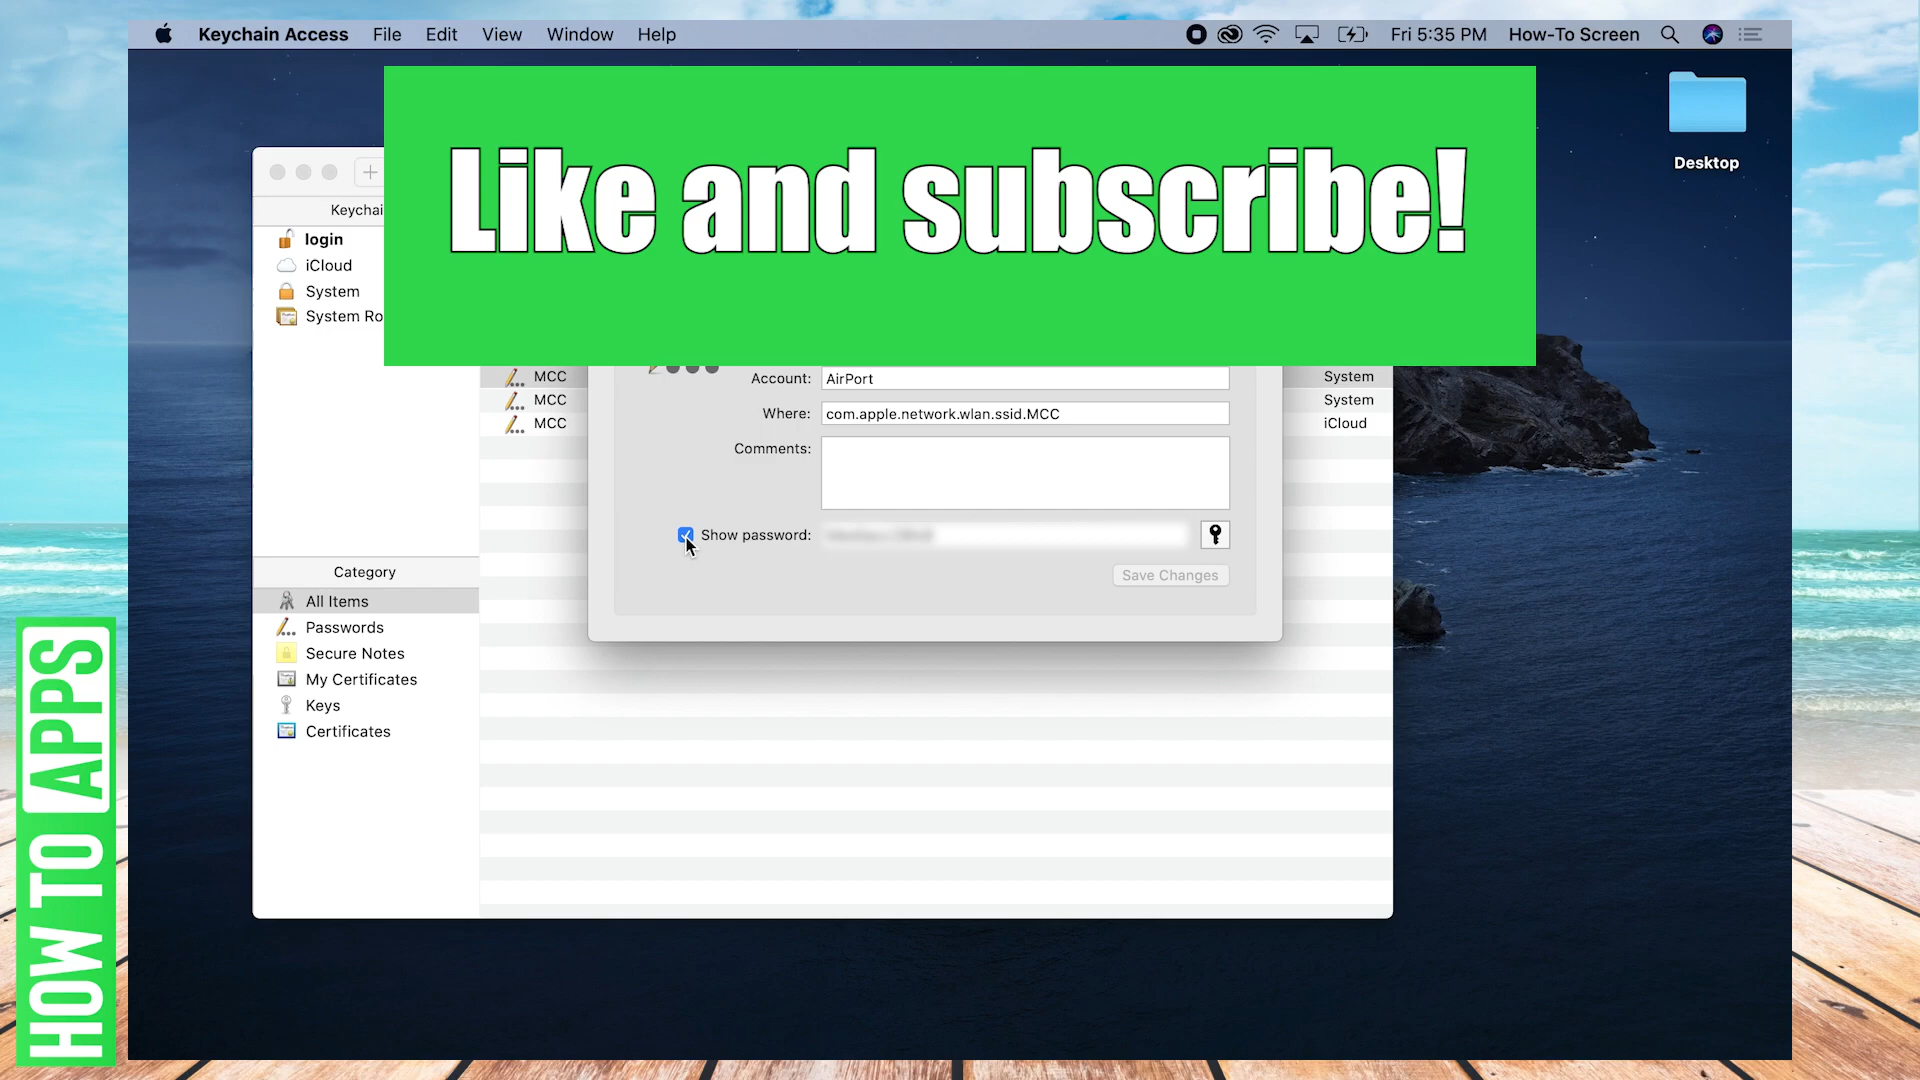 Keychain Access File Edit View Window Help
Fri 5:35 PM How-To Screen
Desktop
Like and subscribe!
login
iCloud
System
System Ro
MCC System
MCC System
MCC iCloud
Account: AirPort
Where: com.apple.network.wlan.ssid.MCC
Comments:
Show password:
Save Changes
Category
All Items
Passwords
Secure Notes
My Certificates
Keys
Certificates
HOW TO APPS